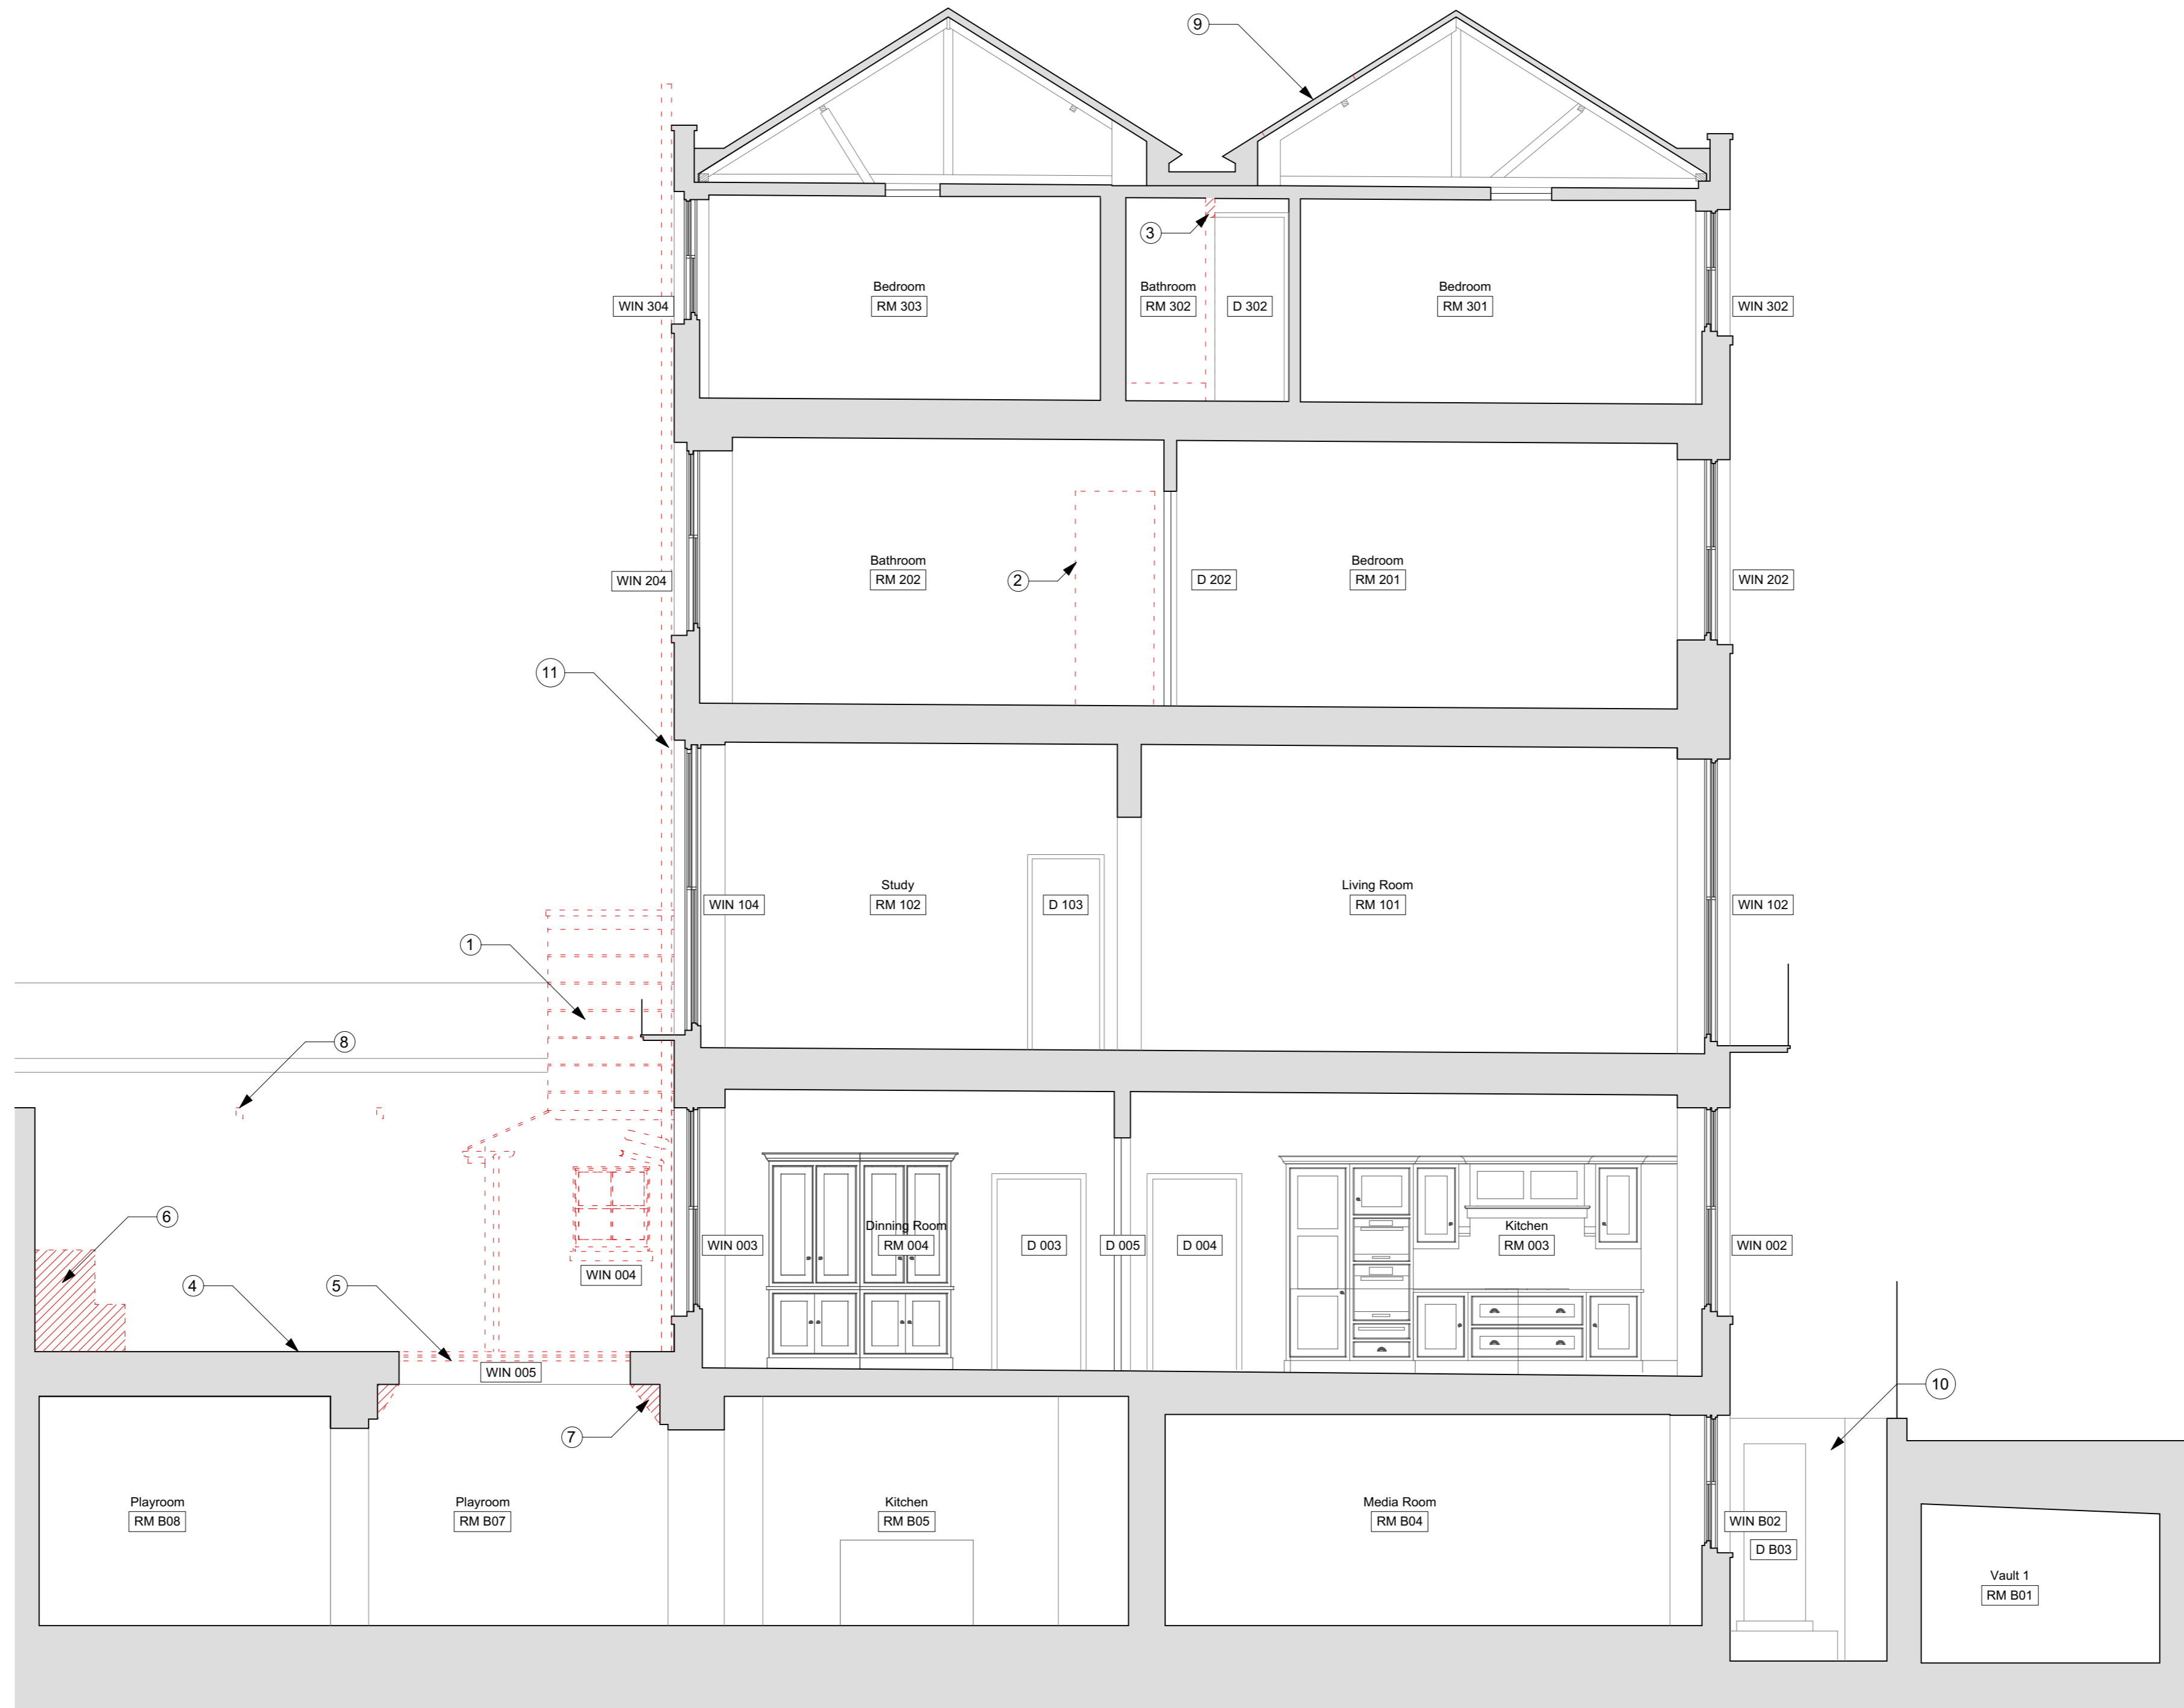 9
3
Bedroom
RM 303
Bathroom
RM 302
D 302
Bedroom
RM 301
WIN 304
WIN 302
Bathroom
RM 202
2
D 202
Bedroom
RM 201
WIN 204
WIN 202
11
Study
RM 102
WIN 104
D 103
Living Room
RM 101
WIN 102
1
8
6
4
5
WIN 004
WIN 003
Dinning Room
RM 004
D 003
D 005
D 004
Kitchen
RM 003
WIN 002
WIN 005
7
10
Playroom
RM B08
Playroom
RM B07
Kitchen
RM B05
Media Room
RM B04
WIN B02
D B03
Vault 1
RM B01